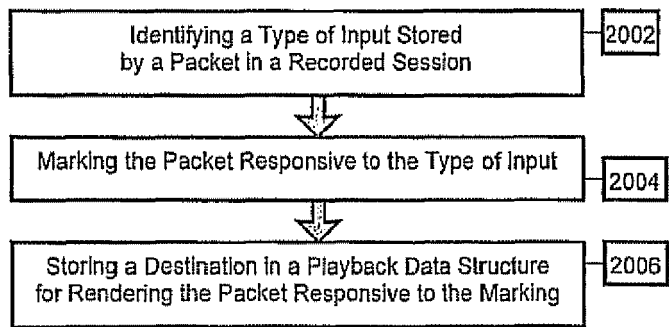 Identifying a Type of Input Stored
by a Packet in a Recorded Session
2002
Marking the Packet Responsive to the Type of Input
2004
Storing a Destination in a Playback Data Structure
for Rendering the Packet Responsive to the Marking
2006